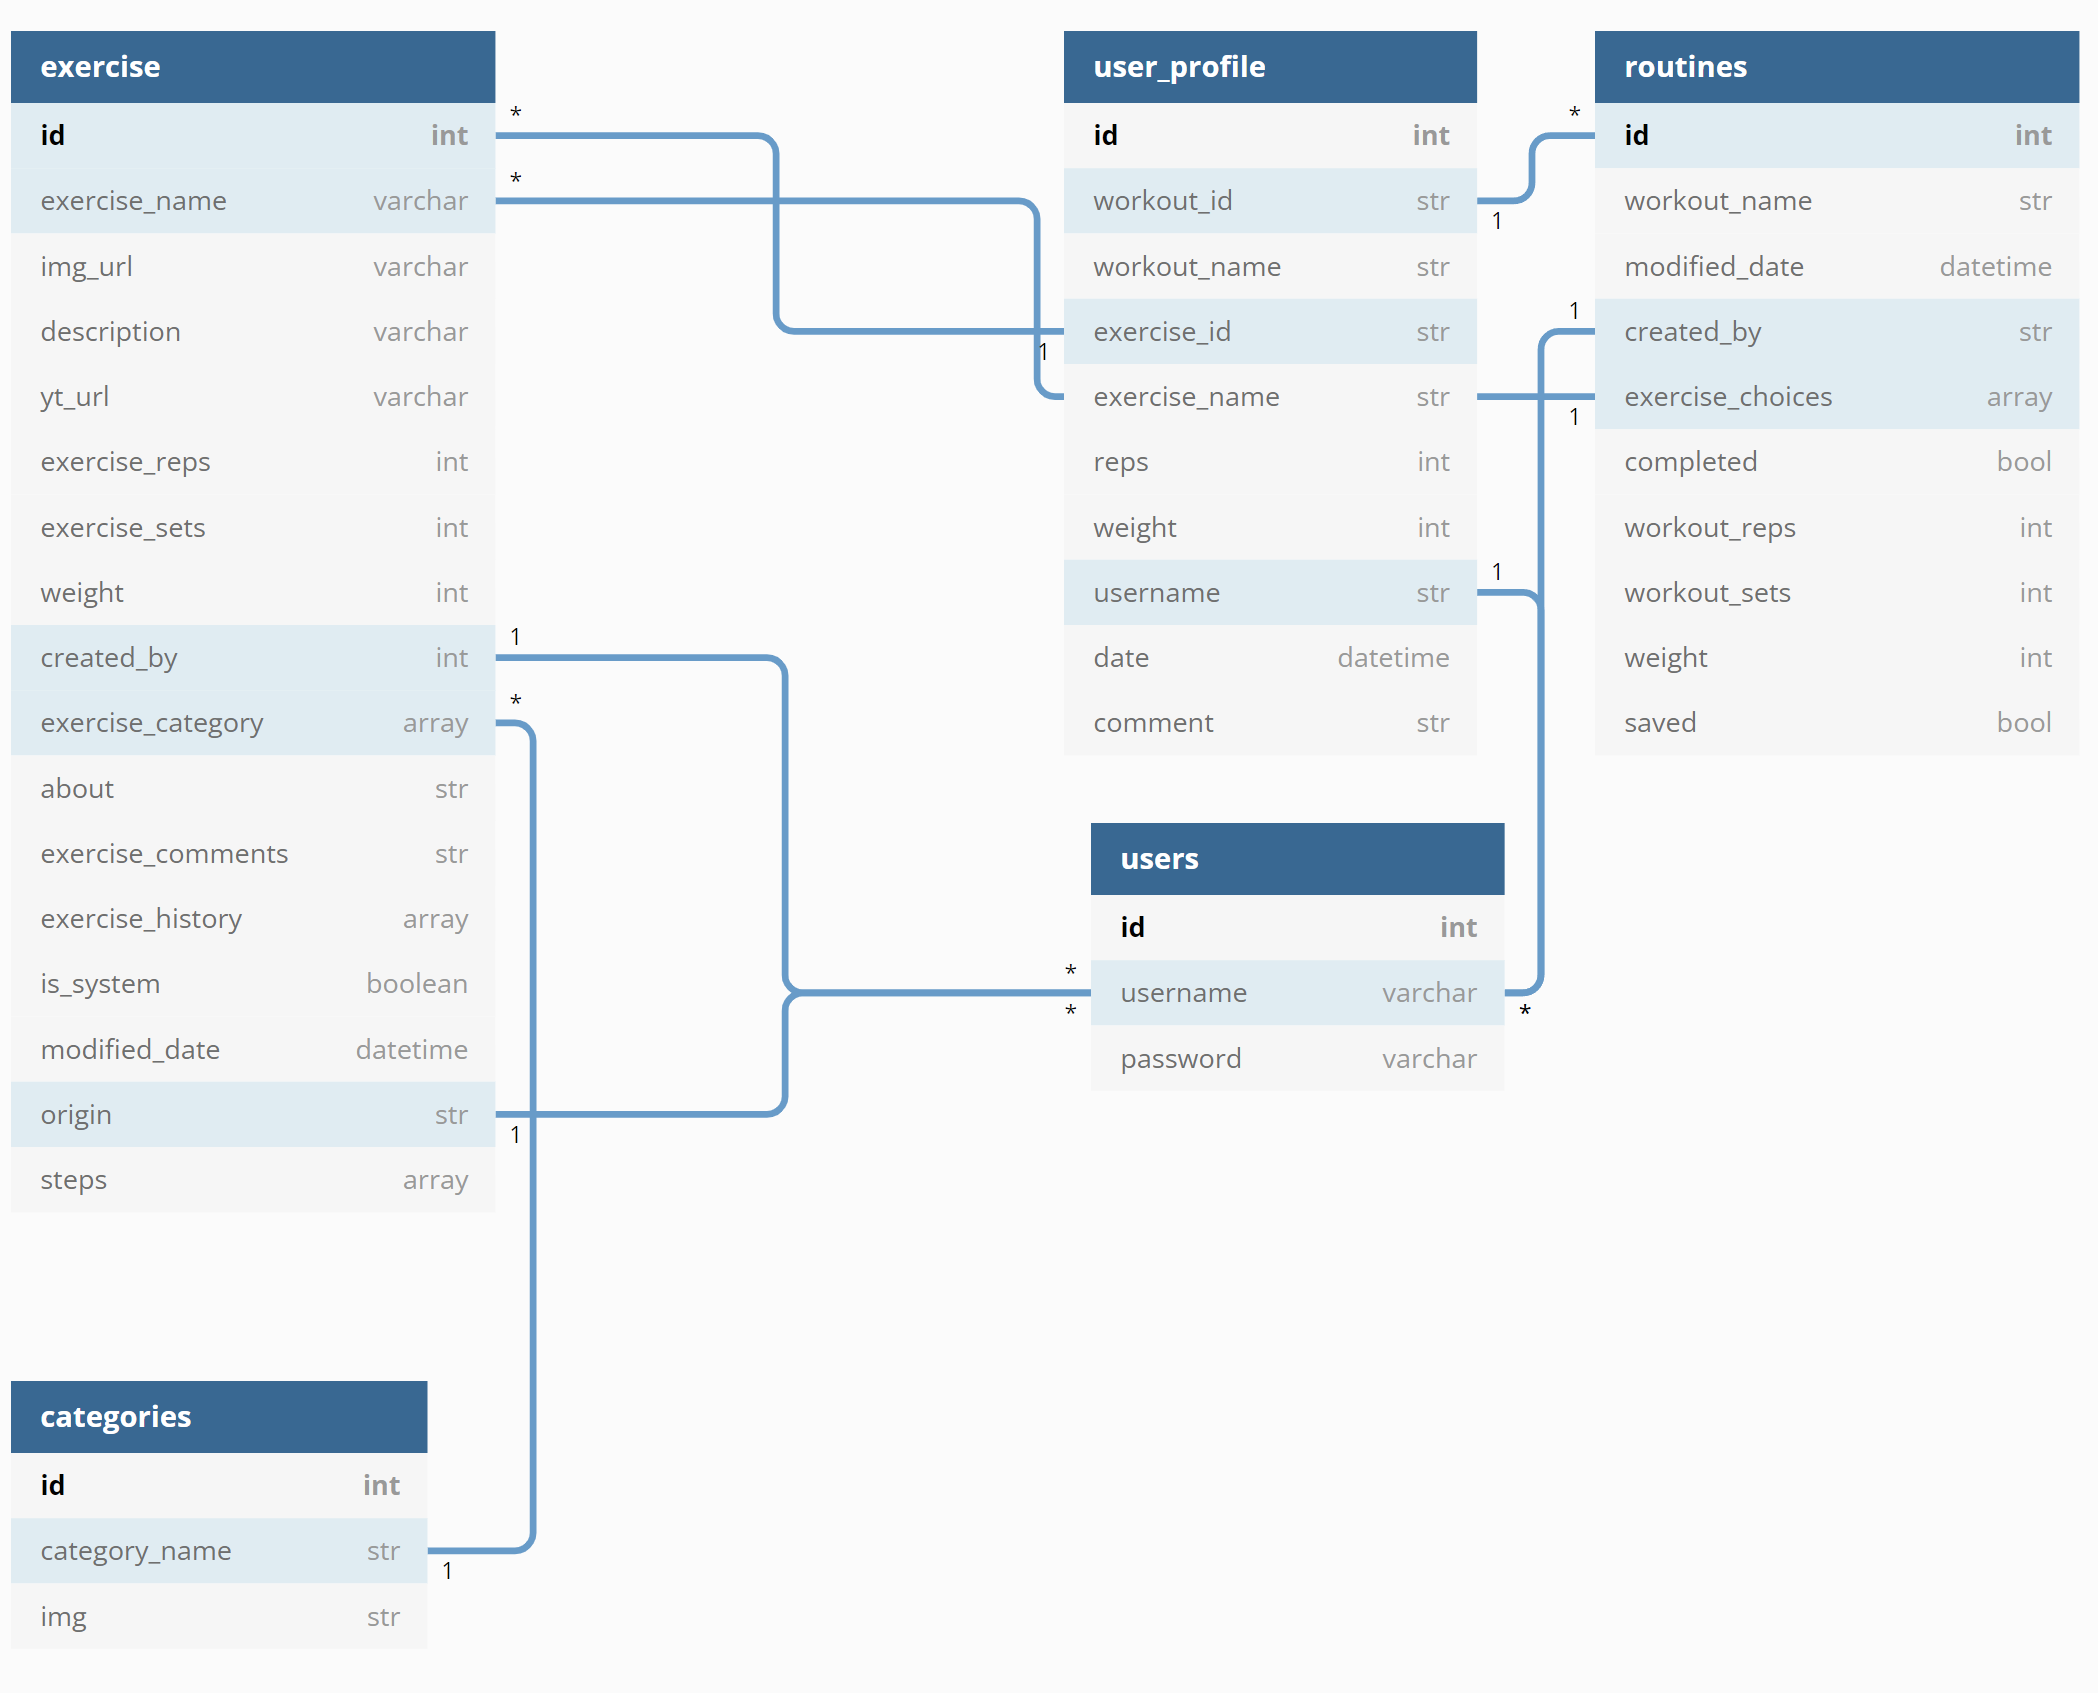 exercise
id int
exercise_name varchar
img_url varchar
description varchar
yt_url varchar
exercise_reps int
exercise_sets int
weight int
created_by int
exercise_category array
about str
exercise_comments str
exercise_history array
is_system boolean
modified_date datetime
origin str
steps array
*
*
1
*
1
user_profile
id int
workout_id str
workout_name str
exercise_id str
exercise_name str
reps int
weight int
username str
date datetime
comment str
1
1
1
routines
id int
workout_name str
modified_date datetime
created_by str
exercise_choices array
completed bool
workout_reps int
workout_sets int
weight int
saved bool
*
1
1
users
id int
username varchar
password varchar
*
*
*
categories
id int
category_name str
img str
1